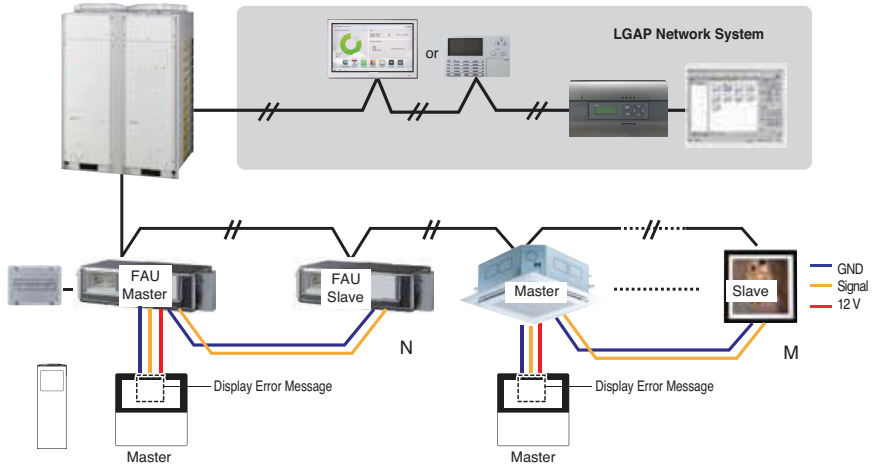 LGAP Network System
or
FAU
Master
FAU
Slave
Master
Slave
GND
Signal
12 V
N
M
Display Error Message
Display Error Message
Master
Master